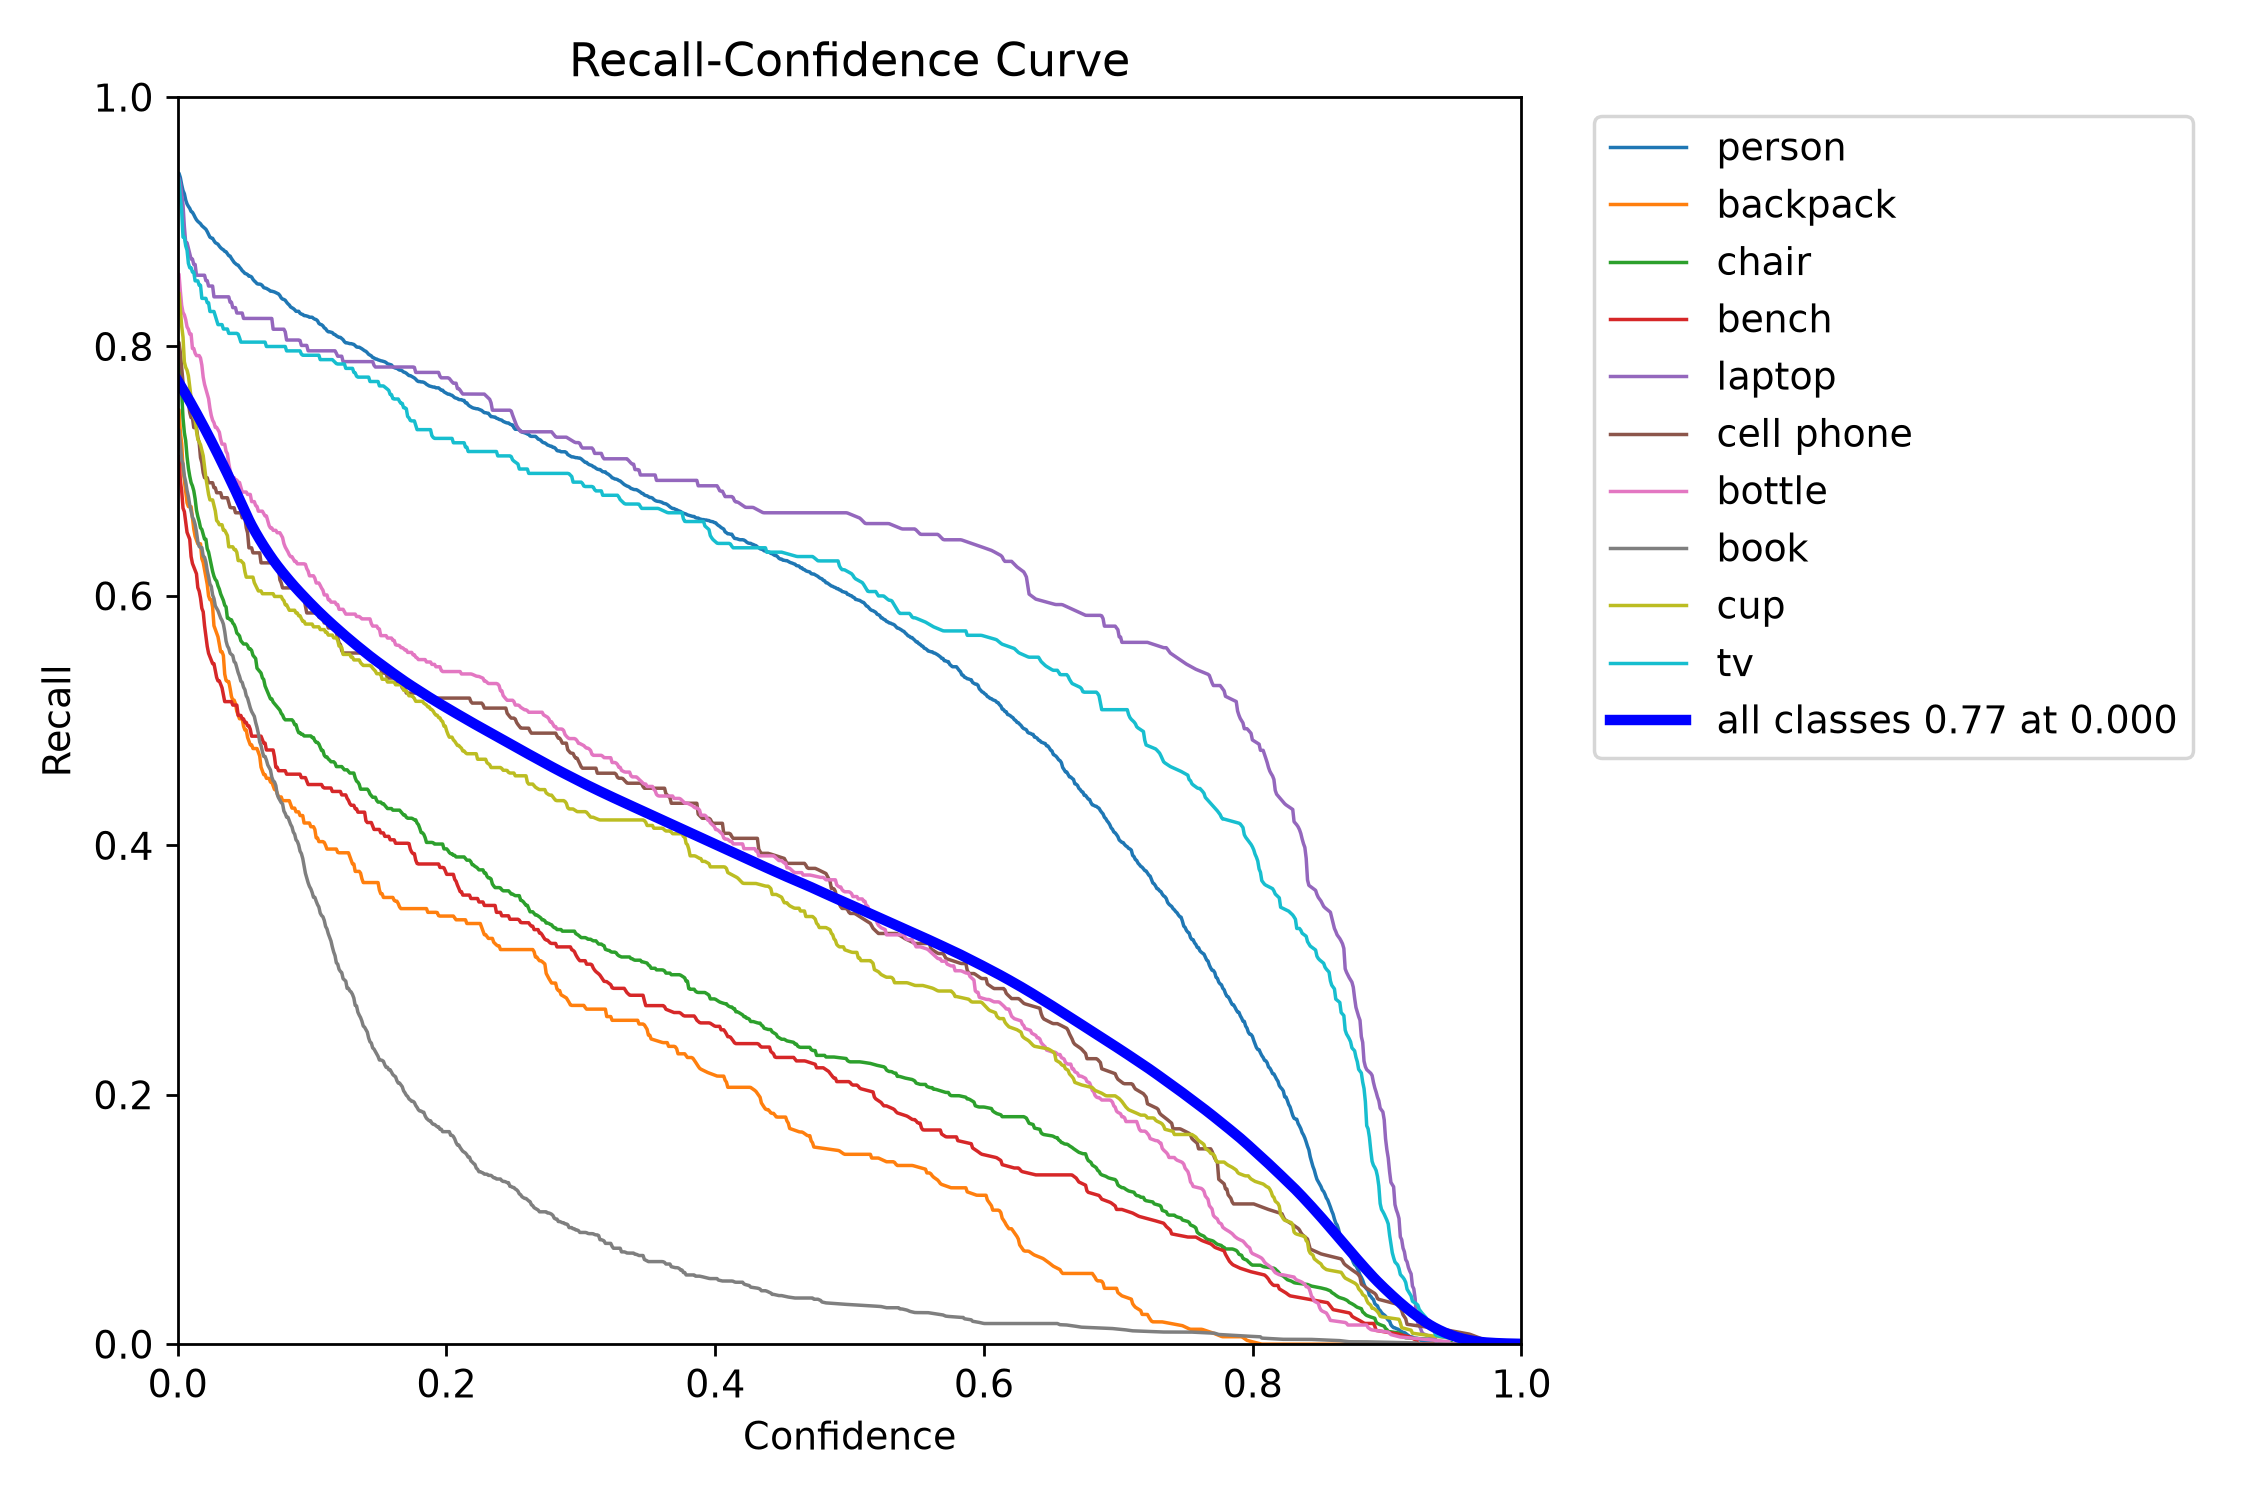 Recall-Confidence Curve
1.0
0.8
0.6
0.4
0.2
0.0
Recall
0.0 0.2 0.4 0.6 0.8 1.0
Confidence
person
backpack
chair
bench
laptop
cell phone
bottle
book
cup
tv
all classes 0.77 at 0.000